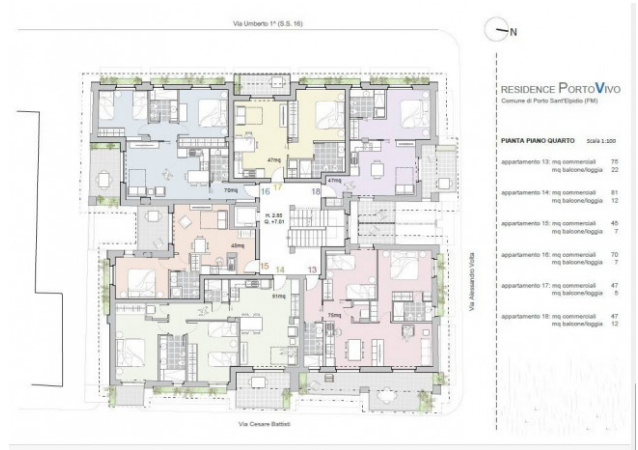 Via Umberto 1^ (S.S. 16)
N
RESIDENCE PORTOVIVO
Comune di Porto Sant'Elpidio (FM)
PIANTA PIANO QUARTO Scala 1:100
appartamento 13: mq commerciali 75
mq balcone/loggia 22
appartamento 14: mq commerciali 81
mq balcone/loggia 12
appartamento 15: mq commerciali 45
mq balcone/loggia 7
appartamento 16: mq commerciali 70
mq balcone/loggia 7
appartamento 17: mq commerciali 47
mq balcone/loggia
appartamento 18: mq commerciali 47
mq balcone/loggia 12
47mq
17
47mq
70mq
16
18
H. 2.85
Q. +7.01
45mq
15
14
13
81mq
75mq
Via Alessandro Volta
Via Cesare Battisti